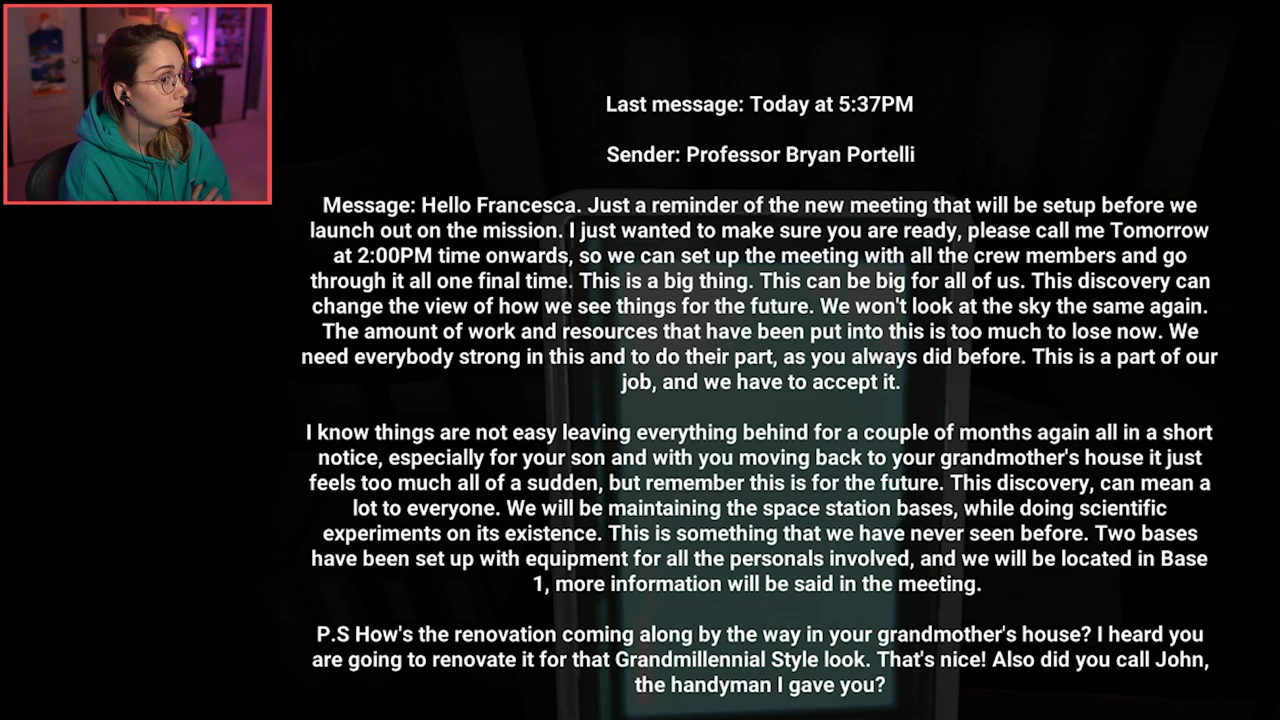 Last message: Today at 5:37PM
Sender: Professor Bryan Portelli
Message: Hello Francesca. Just a reminder of the new meeting that will be setup before we
launch out on the mission. I just wanted to make sure you are ready, please call me Tomorrow
at 2:00PM time onwards, so we can set up the meeting with all the crew members and go
through it all one final time. This is a big thing. This can be big for all of us. This discovery can
change the view of how we see things for the future. We won't look at the sky the same again.
The amount of work and resources that have been put into this is too much to lose now. We
need everybody strong in this and to do their part, as you always did before. This is a part of our
job, and we have to accept it.
I know things are not easy leaving everything behind for a couple of months again all in a short
notice, especially for your son and with you moving back to your grandmother's house it just
feels too much all of a sudden, but remember this is for the future. This discovery, can mean a
lot to everyone. We will be maintaining the space station bases, while doing scientific
experiments on its existence. This is something that we have never seen before. Two bases
have been set up with equipment for all the personals involved, and we will be located in Base
1, more information will be said in the meeting.
P.S How's the renovation coming along by the way in your grandmother's house? I heard you
are going to renovate it for that Grandmillennial Style look. That's nice! Also did you call John,
the handyman I gave you?